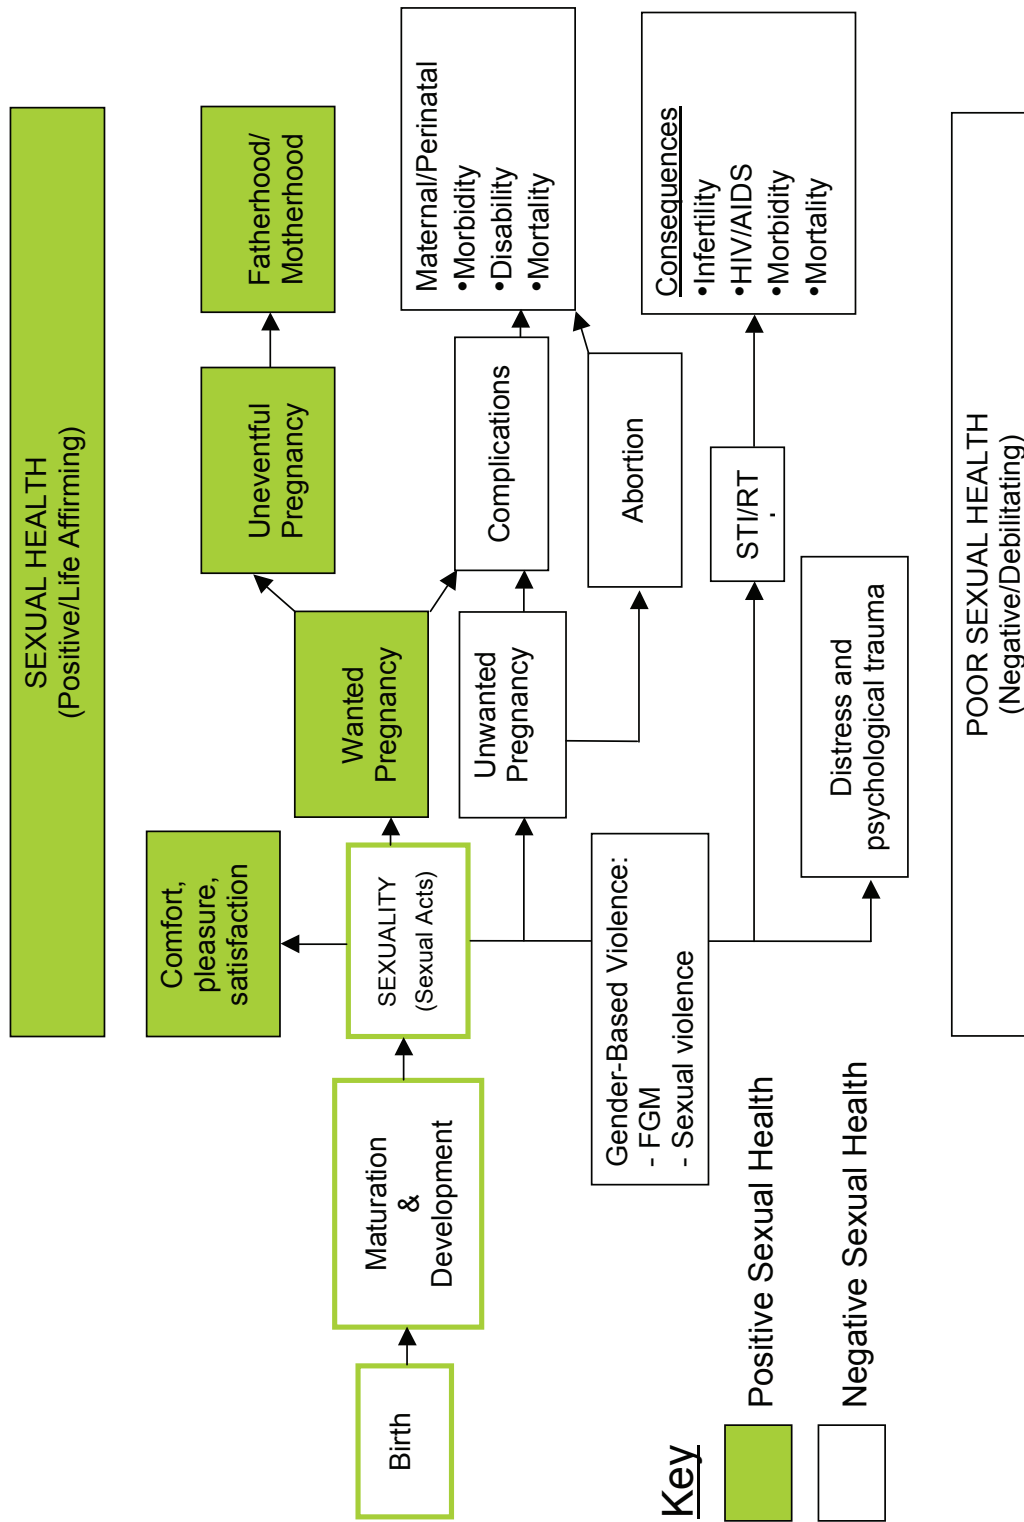 SEXUAL HEALTH
(Positive/Life Affirming)
Comfort,
pleasure,
satisfaction
Uneventful
Pregnancy
Fatherhood/
Motherhood
Birth
Maturation
&
Development
SEXUALITY
(Sexual Acts)
Wanted
Pregnancy
Unwanted
Pregnancy
Complications
Abortion
Maternal/Perinatal
•Morbidity
•Disability
•Mortality
Gender-Based Violence:
- FGM
- Sexual violence
STI/RT
Consequences
•Infertility
•HIV/AIDS
•Morbidity
•Mortality
Distress and
psychological trauma
Key
Positive Sexual Health
Negative Sexual Health
POOR SEXUAL HEALTH
(Negative/Debilitating)